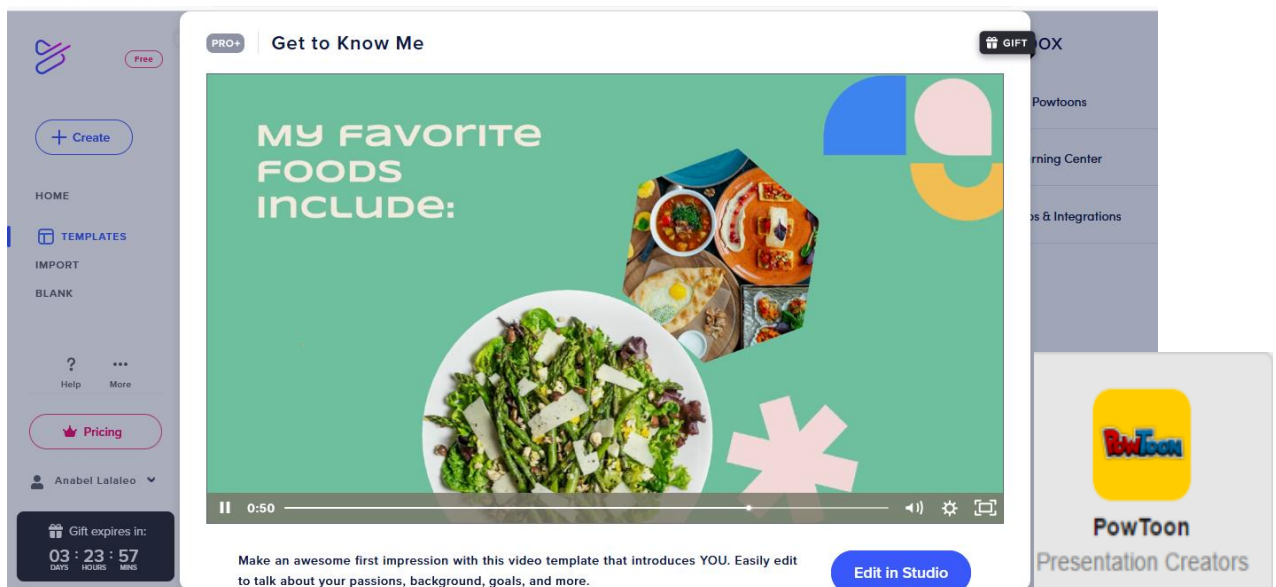 Free
+ Create
HOME
TEMPLATES
IMPORT
BLANK
?
Help
...
More
Pricing
Anabel Lalaleo
Gift expires in:
03 : 23 : 57
DAYS HOURS MINS
PRO+ Get to Know Me
GIFT
My Favorite
Foods
Include:
0:50
Make an awesome first impression with this video template that introduces YOU. Easily edit
to talk about your passions, background, goals, and more.
Edit in Studio
Powtoons
Center
& Integrations
PowToon
PowToon
Presentation Creators